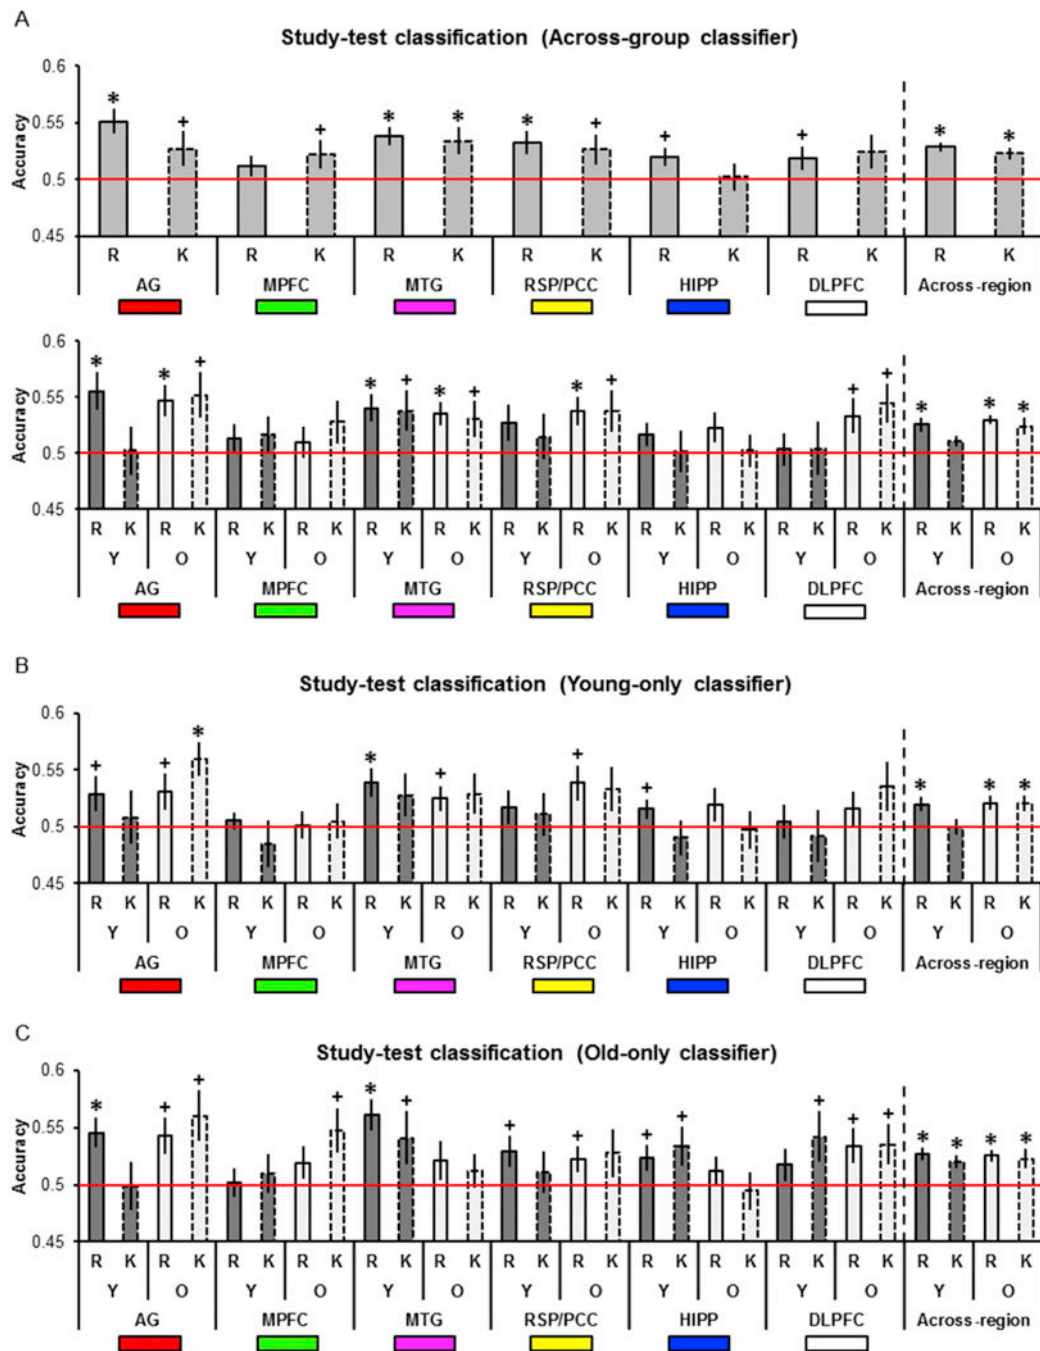 A
Study-test classification (Across-group classifier)
0.6
* + + * * * + + + * *
0.55
Accuracy
0.5
0.45
R K R K R K R K R K R K R K
AG MPFC MTG RSP/PCC HIPP DLPFC Across-region
0.6
* * + * + * + * + + + * * *
0.55
Accuracy
0.5
0.45
R K R K R K R K R K R K R K R K R K R K R K R K R K R K
Y O Y O Y O Y O Y O Y O Y O
AG MPFC MTG RSP/PCC HIPP DLPFC Across-region
B
Study-test classification (Young-only classifier)
0.6
+ + * * + + + * * *
0.55
Accuracy
0.5
0.45
R K R K R K R K R K R K R K R K R K R K R K R K R K R K
Y O Y O Y O Y O Y O Y O Y O
AG MPFC MTG RSP/PCC HIPP DLPFC Across-region
C
Study-test classification (Old-only classifier)
0.6
* + + + * + + + + + + + + * * * *
0.55
Accuracy
0.5
0.45
R K R K R K R K R K R K R K R K R K R K R K R K R K R K
Y O Y O Y O Y O Y O Y O Y O
AG MPFC MTG RSP/PCC HIPP DLPFC Across-region